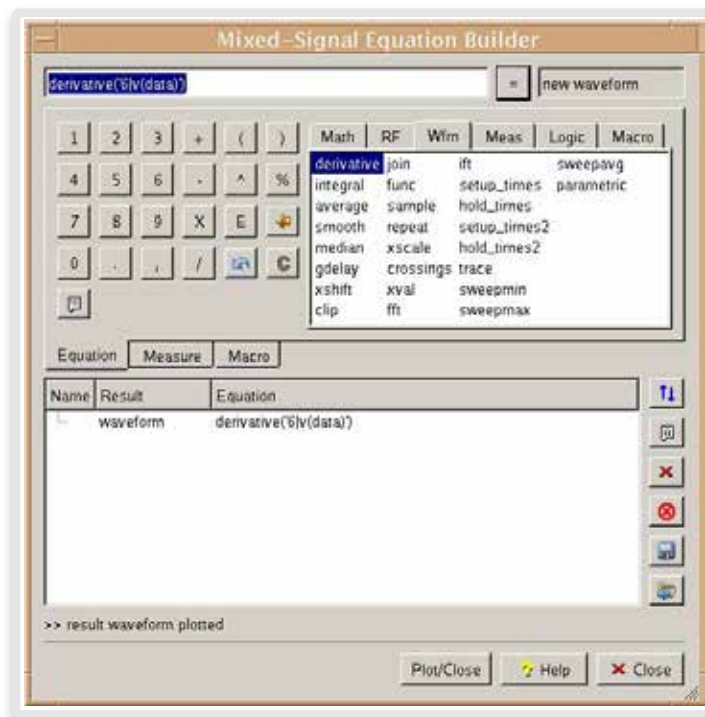 Mixed-Signal Equation Builder
derivative('6|v(data)') = new waveform
1 2 3 + ( )
4 5 6 - ^ %
7 8 9 X E
0 . , / C
Math RF Wfm Meas Logic Macro
derivative join ift sweepavg
integral func setup_times parametric
average sample hold_times
smooth repeat setup_times2
median xscale hold_times2
gdelay crossings trace
xshift xval sweepmin
clip fft sweepmax
Equation Measure Macro
Name Result Equation
waveform derivative('6|v(data)')
>> result waveform plotted
Plot/Close ? Help Close